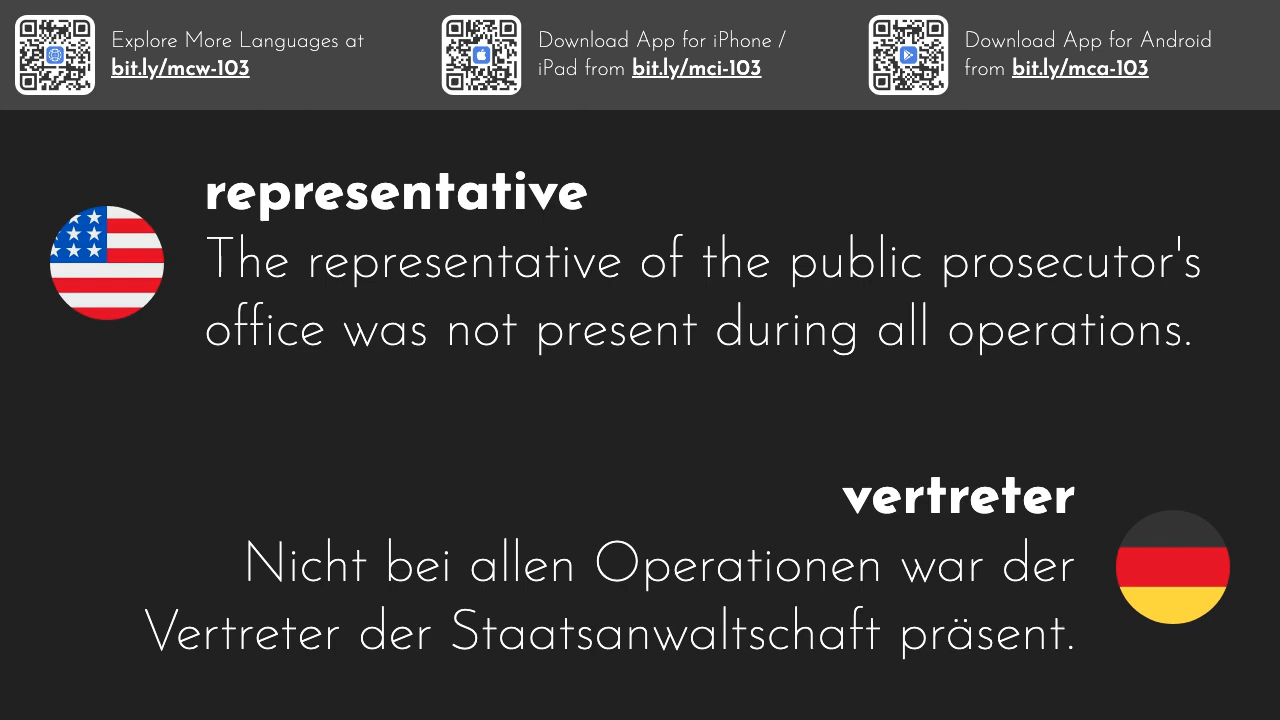 Explore More Languages at
bit.ly/mcw-103
Download App for iPhone /
iPad from bit.ly/mci-103
Download App for Android
from bit.ly/mca-103
representative
The representative of the public prosecutor's
office was not present during all operations.
vertreter
Nicht bei allen Operationen war der
Vertreter der Staatsanwaltschaft präsent.